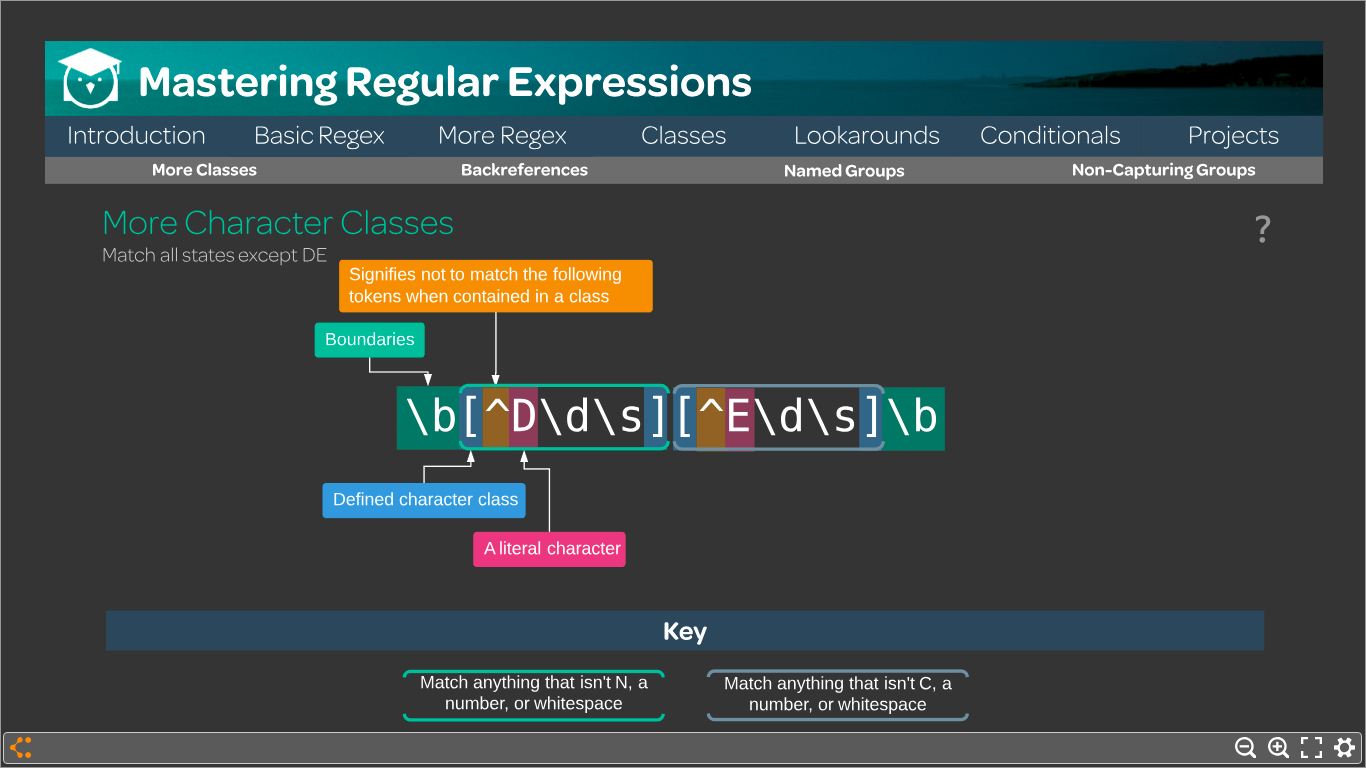 Mastering Regular Expressions
Introduction Basic Regex More Regex Classes Lookarounds Conditionals Projects
More Classes Backreferences Named Groups Non-Capturing Groups
More Character Classes
?
Match all states except DE
Signifies not to match the following
tokens when contained in a class
Boundaries
\b[^D\d\s][^E\d\s]\b
Defined character class
A literal character
Key
Match anything that isn't N, a
number, or whitespace
Match anything that isn't C, a
number, or whitespace